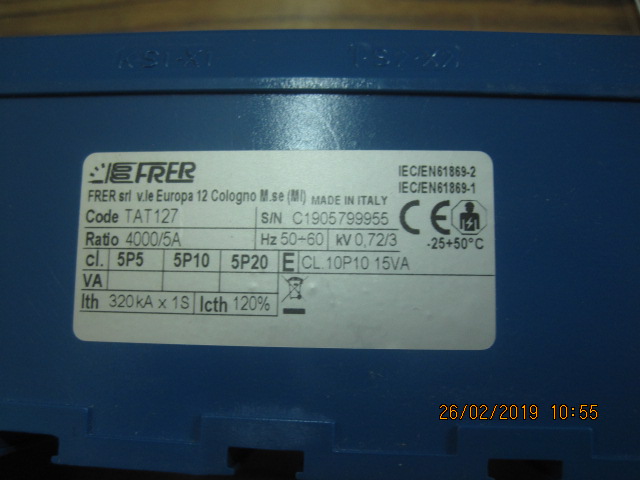 FRER
IEC/EN61869-2
FRER srl v.le Europa 12 Cologno M.se (MI) MADE IN ITALY
IEC/EN61869-1
Code TAT127 S/N C1905799955
CE
Ratio 4000/5A Hz 50÷60 kV 0,72/3
-25+50°C
cl. 5P5 5P10 5P20 E CL.10P10 15VA
VA
Ith 320kA x 1S Icth 120%
26/02/2019 10:55